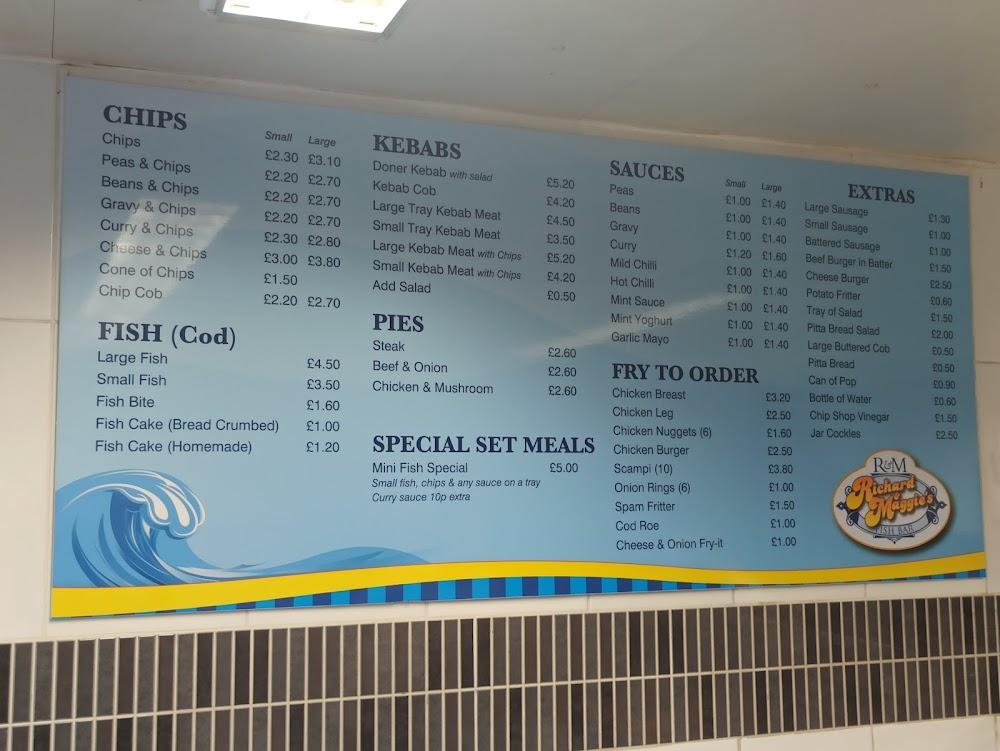 CHIPS
Small Large
Chips £2.30 £3.10
Peas & Chips £2.20 £2.70
Beans & Chips £2.20 £2.70
Gravy & Chips £2.20 £2.70
Curry & Chips £2.30 £2.80
Cheese & Chips £3.00 £3.80
Cone of Chips £1.50
Chip Cob £2.20 £2.70
FISH (Cod)
Large Fish £4.50
Small Fish £3.50
Fish Bite £1.60
Fish Cake (Bread Crumbed) £1.00
Fish Cake (Homemade) £1.20
KEBABS
Doner Kebab with salad £5.20
Kebab Cob £4.20
Large Tray Kebab Meat £4.50
Small Tray Kebab Meat £3.50
Large Kebab Meat with Chips £5.20
Small Kebab Meat with Chips £4.20
Add Salad £0.50
PIES
Steak £2.60
Beef & Onion £2.60
Chicken & Mushroom £2.60
SPECIAL SET MEALS
Mini Fish Special £5.00
Small fish, chips & any sauce on a tray
Curry sauce 10p extra
SAUCES
Small Large
Peas £1.00 £1.40
Beans £1.00 £1.40
Gravy £1.00 £1.40
Curry £1.20 £1.60
Mild Chilli £1.00 £1.40
Hot Chilli £1.00 £1.40
Mint Sauce £1.00 £1.40
Mint Yoghurt £1.00 £1.40
Garlic Mayo £1.00 £1.40
FRY TO ORDER
Chicken Breast £3.20
Chicken Leg £2.50
Chicken Nuggets (6) £1.60
Chicken Burger £2.50
Scampi (10) £3.80
Onion Rings (6) £1.00
Spam Fritter £1.50
Cod Roe £1.00
Cheese & Onion Fry-it £1.00
EXTRAS
Large Sausage £1.30
Small Sausage £1.00
Battered Sausage £1.00
Beef Burger in Batter £1.50
Cheese Burger £2.50
Potato Fritter £0.60
Tray of Salad £1.50
Pitta Bread Salad £2.00
Large Buttered Cob £0.50
Pitta Bread £0.50
Can of Pop £0.90
Bottle of Water £0.60
Chip Shop Vinegar £1.50
Jar Cockles £2.50
R&M
Richard
& Maggie's
FISH BAR